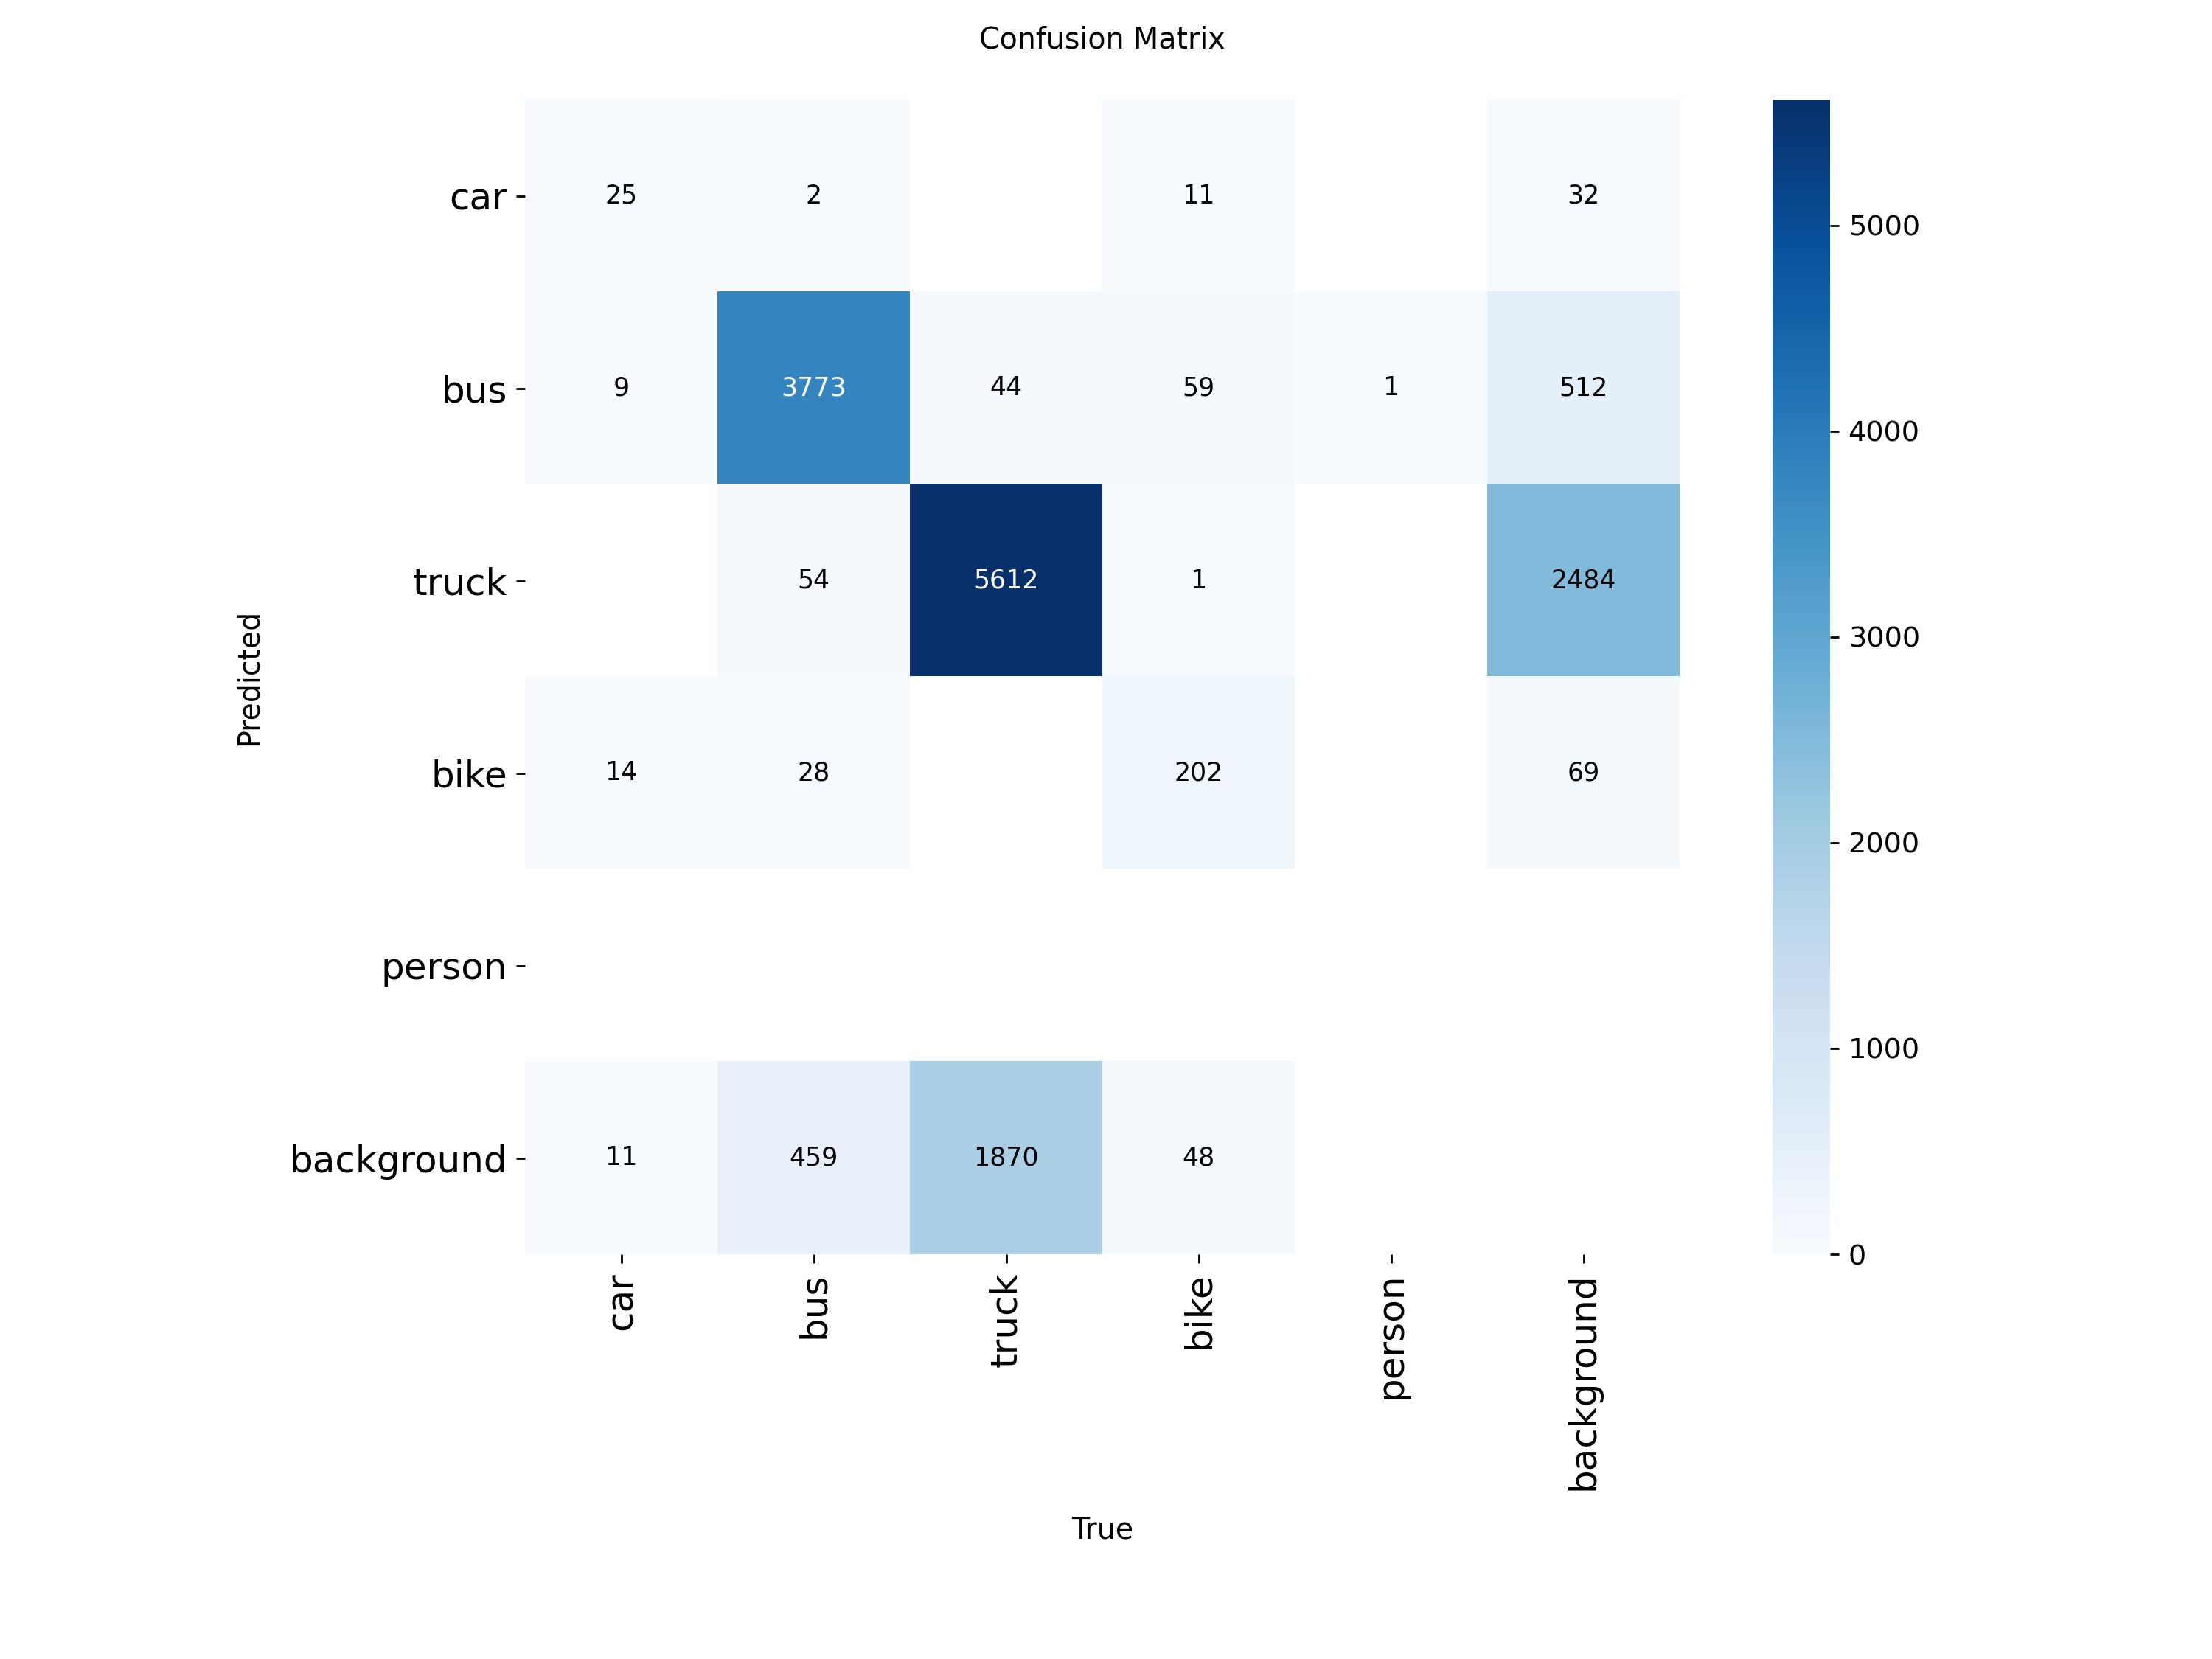 Confusion Matrix
car 25 2 11 32
bus 9 3773 44 59 1 512
truck 54 5612 1 2484
bike 14 28 202 69
person
background 11 459 1870 48
car bus truck bike person background
Predicted
True
5000
4000
3000
2000
1000
0